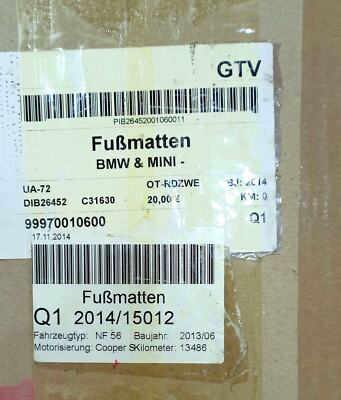 GTV
PIB26452001060011
Fußmatten
BMW & MINI -
UA-72 OT-RDZWE BJ: 2014
DIB26452 C31630 20,00 € KM: 0
99970010600 Q1
17.11.2014
Fußmatten
Q1 2014/15012
Fahrzeugtyp: NF 56 Baujahr: 2013/06
Motorisierung: Cooper SKilometer: 13486